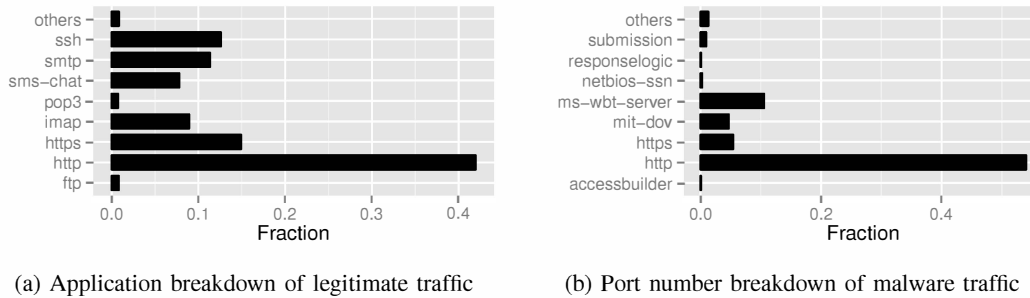 others
ssh
smtp
sms-chat
pop3
imap
https
http
ftp
0.0 0.1 0.2 0.3 0.4
Fraction
(a) Application breakdown of legitimate traffic
others
submission
responselogic
netbios-ssn
ms-wbt-server
mit-dov
https
http
accessbuilder
0.0 0.2 0.4
Fraction
(b) Port number breakdown of malware traffic